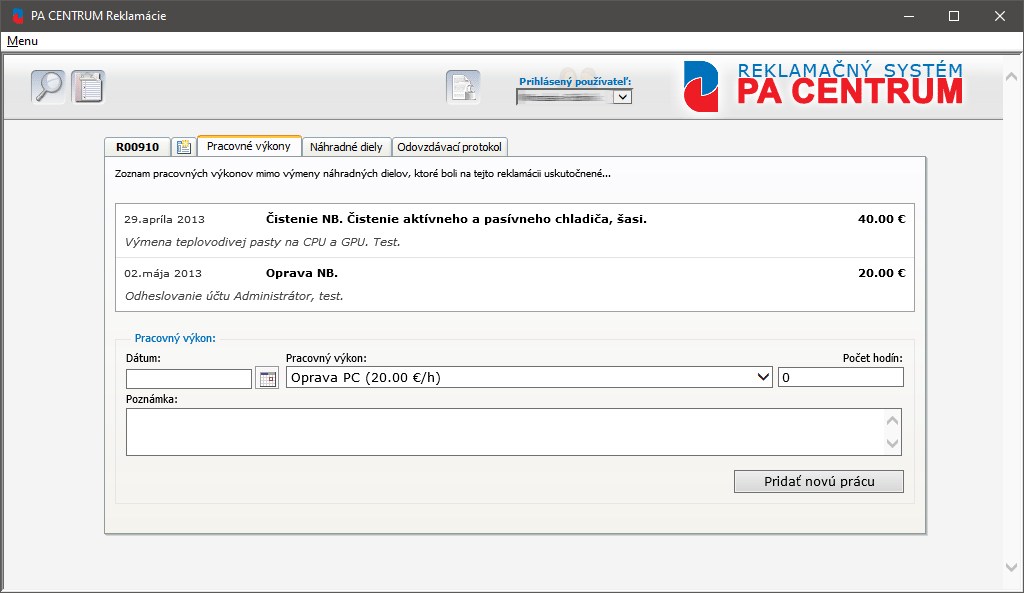 PA CENTRUM Reklamácie
Menu
Prihlásený používateľ:
REKLAMAČNÝ SYSTÉM
PA CENTRUM
R00910 Pracovné výkony Náhradné diely Odovzdávací protokol
Zoznam pracovných výkonov mimo výmeny náhradných dielov, ktoré boli na tejto reklamácii uskutočnené...
29.apríla 2013 Čistenie NB. Čistenie aktívneho a pasívneho chladiča, šasi. 40.00 €
Výmena teplovodivej pasty na CPU a GPU. Test.
02.mája 2013 Oprava NB. 20.00 €
Odheslovanie účtu Administrátor, test.
Pracovný výkon:
Dátum: Pracovný výkon: Počet hodín:
Oprava PC (20.00 €/h) 0
Poznámka:
Pridať novú prácu